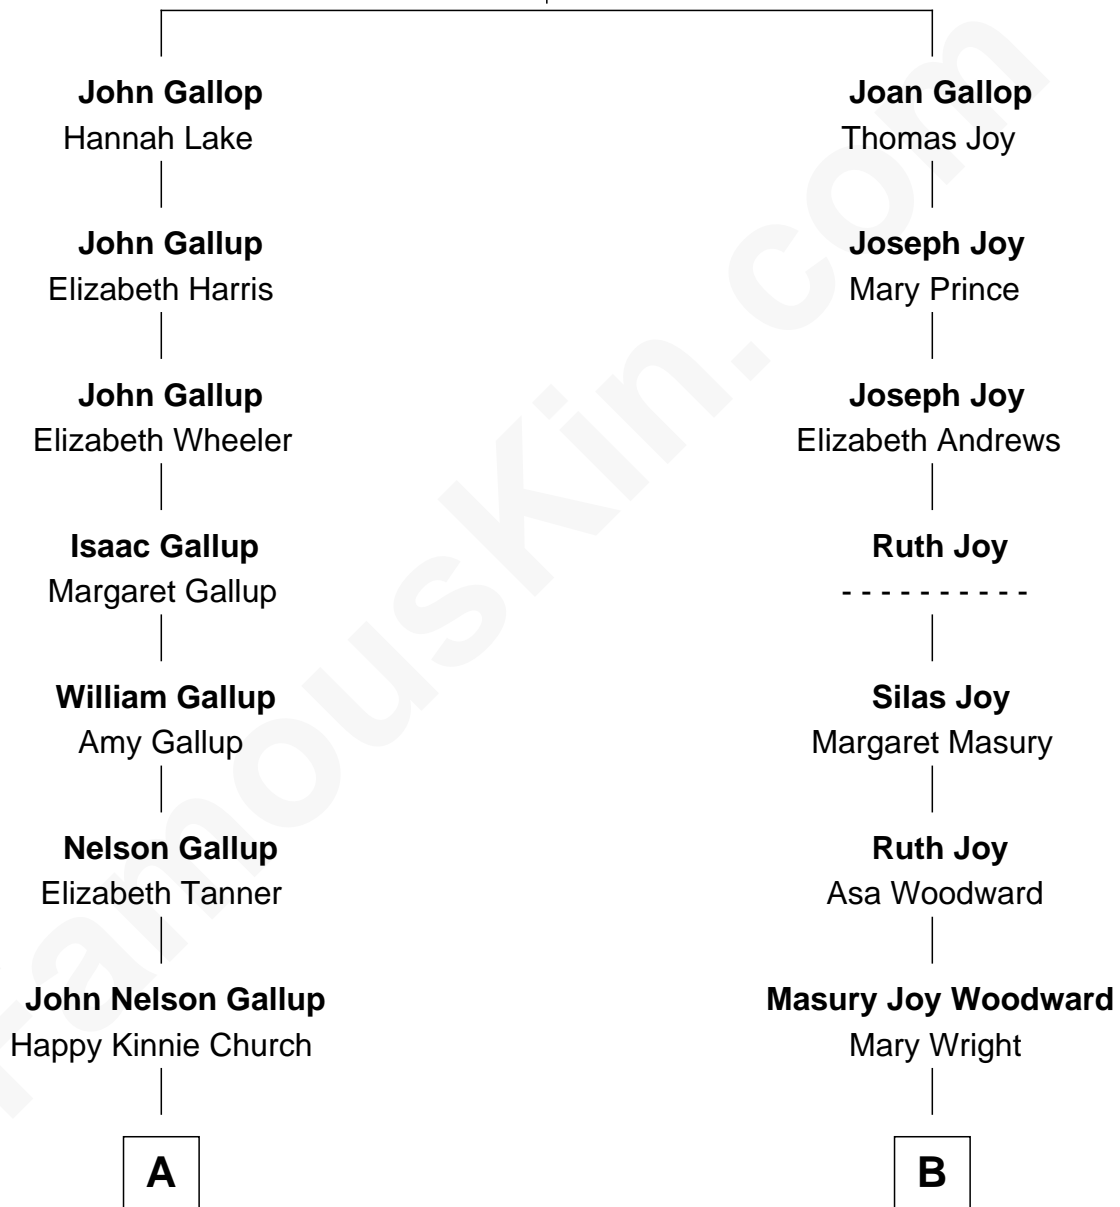 John Gallop
Hannah Lake
John Gallup
Elizabeth Harris
John Gallup
Elizabeth Wheeler
Isaac Gallup
Margaret Gallup
William Gallup
Amy Gallup
Nelson Gallup
Elizabeth Tanner
John Nelson Gallup
Happy Kinnie Church
A
Joan Gallop
Thomas Joy
Joseph Joy
Mary Prince
Joseph Joy
Elizabeth Andrews
Ruth Joy
- - - - - - - - - -
Silas Joy
Margaret Masury
Ruth Joy
Asa Woodward
Masury Joy Woodward
Mary Wright
B
FamousKin.com